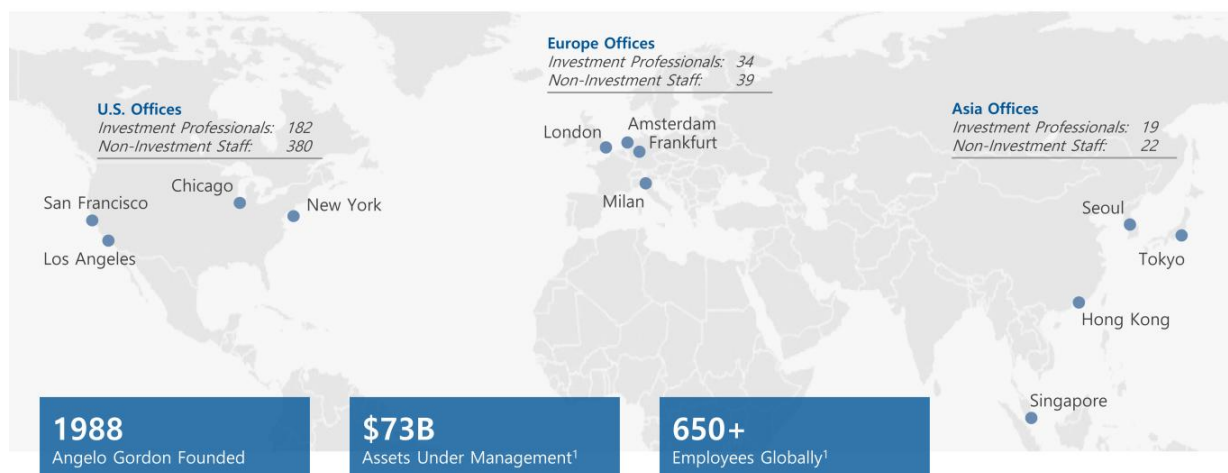 Europe Offices
Investment Professionals: 34
Non-Investment Staff: 39
U.S. Offices
Investment Professionals: 182
Non-Investment Staff: 380
Asia Offices
Investment Professionals: 19
Non-Investment Staff: 22
London
Amsterdam
Frankfurt
Milan
Chicago
San Francisco
New York
Los Angeles
Seoul
Tokyo
Hong Kong
Singapore
1988
Angelo Gordon Founded
$73B
Assets Under Management¹
650+
Employees Globally¹